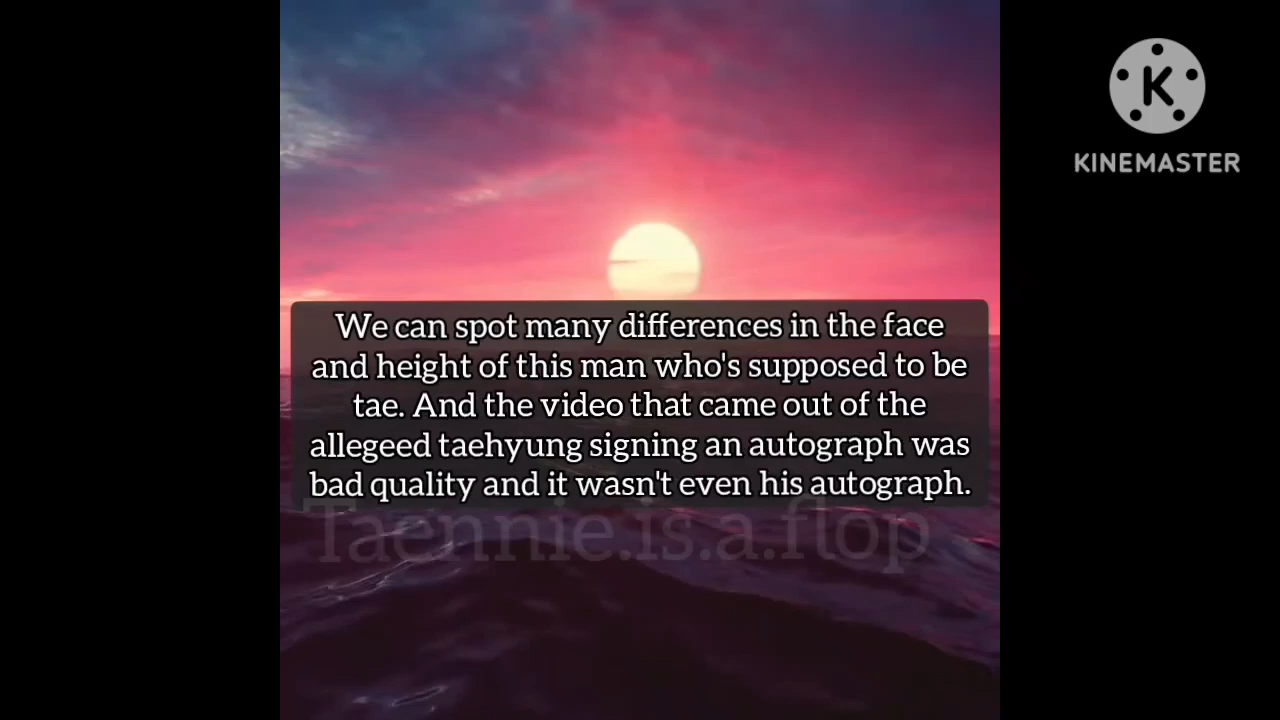 We can spot many differences in the face
and height of this man who's supposed to be
tae. And the video that came out of the
allegeed taehyung signing an autograph was
bad quality and it wasn't even his autograph.
Taennie.is.a.flop
K
KINEMASTER